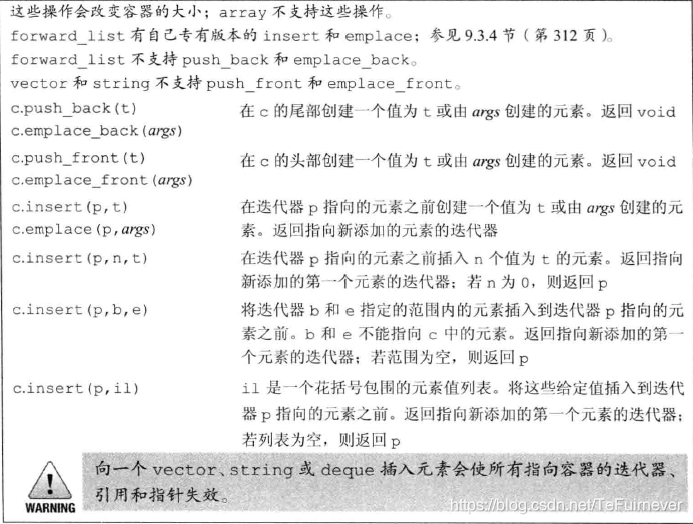 这些操作会改变容器的大小；array 不支持这些操作。
forward_list 有自己专有版本的 insert 和 emplace；参见 9.3.4 节（第 312 页）。
forward_list 不支持 push_back 和 emplace_back。
vector 和 string 不支持 push_front 和 emplace_front。
c.push_back(t) 在 c 的尾部创建一个值为 t 或由 args 创建的元素。返回 void
c.emplace_back(args)
c.push_front(t) 在 c 的头部创建一个值为 t 或由 args 创建的元素。返回 void
c.emplace_front(args)
c.insert(p,t) 在迭代器 p 指向的元素之前创建一个值为 t 或由 args 创建的元
c.emplace(p,args) 素。返回指向新添加的元素的迭代器
c.insert(p,n,t) 在迭代器 p 指向的元素之前插入 n 个值为 t 的元素。返回指向
新添加的第一个元素的迭代器；若 n 为 0，则返回 p
c.insert(p,b,e) 将迭代器 b 和 e 指定的范围内的元素插入到迭代器 p 指向的元
素之前。b 和 e 不能指向 c 中的元素。返回指向新添加的第一
个元素的迭代器；若范围为空，则返回 p
c.insert(p,il) il 是一个花括号包围的元素值列表。将这些给定值插入到迭代
器 p 指向的元素之前。返回指向新添加的第一个元素的迭代器；
若列表为空，则返回 p
向一个 vector、string 或 deque 插入元素会使所有指向容器的迭代器、
引用和指针失效。
WARNING
https://blog.csdn.net/TeFuirnever